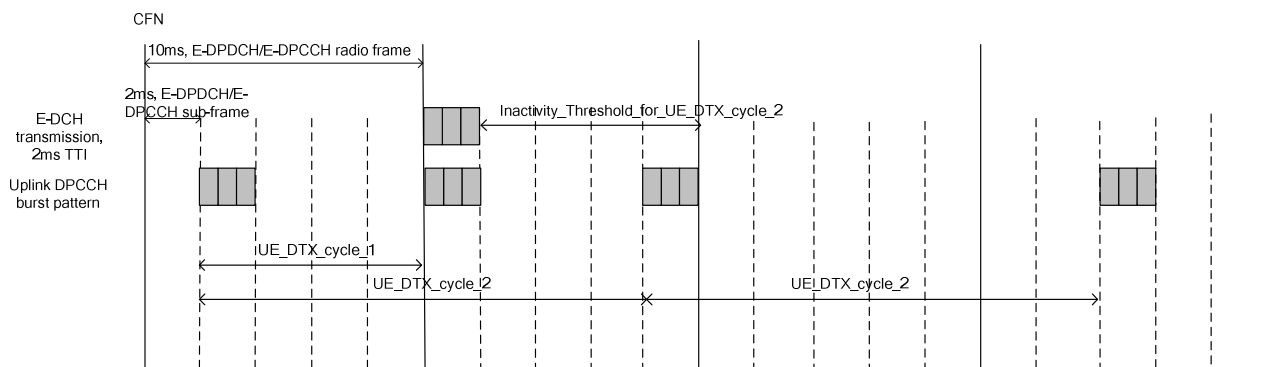 CFN
10ms, E-DPDCH/E-DPCCH radio frame
2ms, E-DPDCH/E-
DPCCH sub-frame
E-DCH
transmission,
2ms TTI
Inactivity_Threshold_for_UE_DTX_cycle_2
Uplink DPCCH
burst pattern
UE_DTX_cycle_1
UE_DTX_cycle_2
UE_DTX_cycle_2